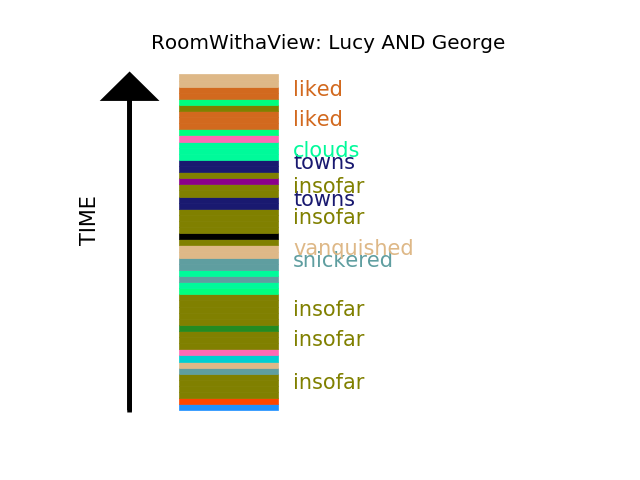 RoomWithaView: Lucy AND George
liked
liked
clouds
towns
insofar
towns
insofar
vanquished
snickered
insofar
insofar
insofar
TIME